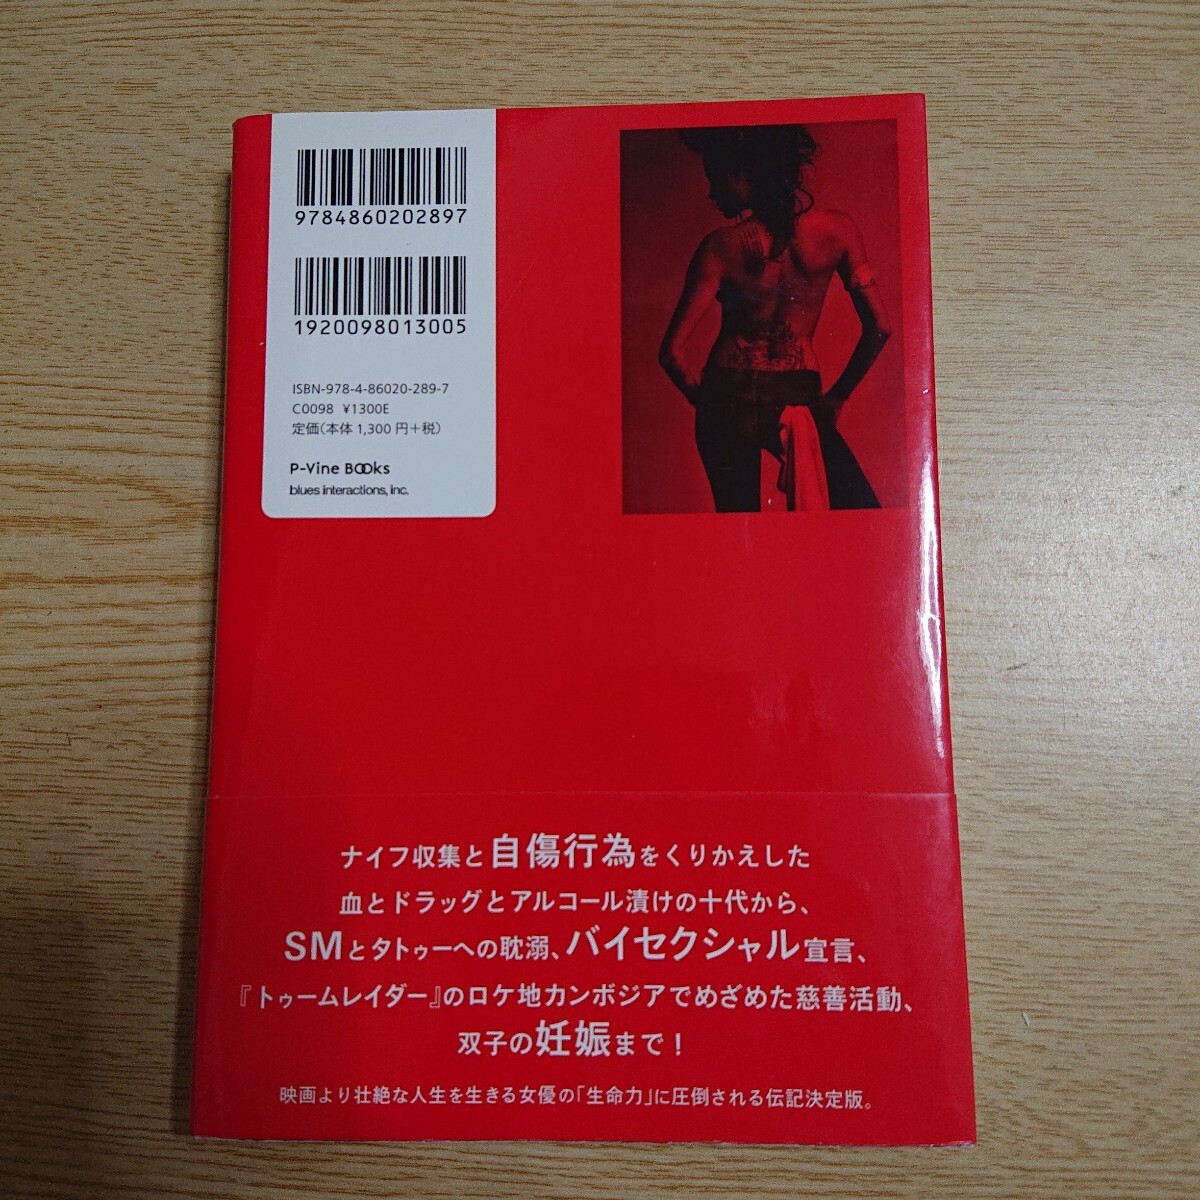 9784860202897
1920098013005
ISBN-978-4-86020-289-7
C0098 ¥1300E
定価(本体1,300円+税)
P-Vine BOOks
blues interactions, inc.
ナイフ収集と自傷行為をくりかえした
血とドラッグとアルコール漬けの十代から、
SMとタトゥーへの耽溺、バイセクシャル宣言、
『トゥームレイダー』のロケ地カンボジアでめざめた慈善活動、
双子の妊娠まで!
映画より壮絶な人生を生きる女優の「生命力」に圧倒される伝記決定版。